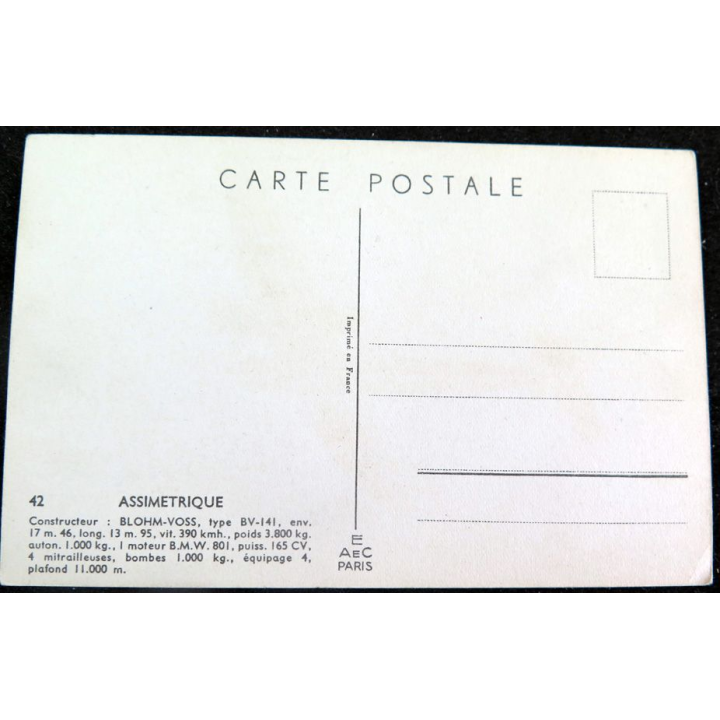 CARTE POSTALE
Imprimé en France
42 ASSIMETRIQUE
Constructeur : BLOHM-VOSS, type BV-141, env.
17 m. 46, long. 13 m. 95, vit. 390 kmh., poids 3.800 kg.
auton. 1.000 kg., 1 moteur B.M.W. 801, puiss. 165 CV,
4 mitrailleuses, bombes 1.000 kg., équipage 4,
plafond 11.000 m.
E
AEC
PARIS